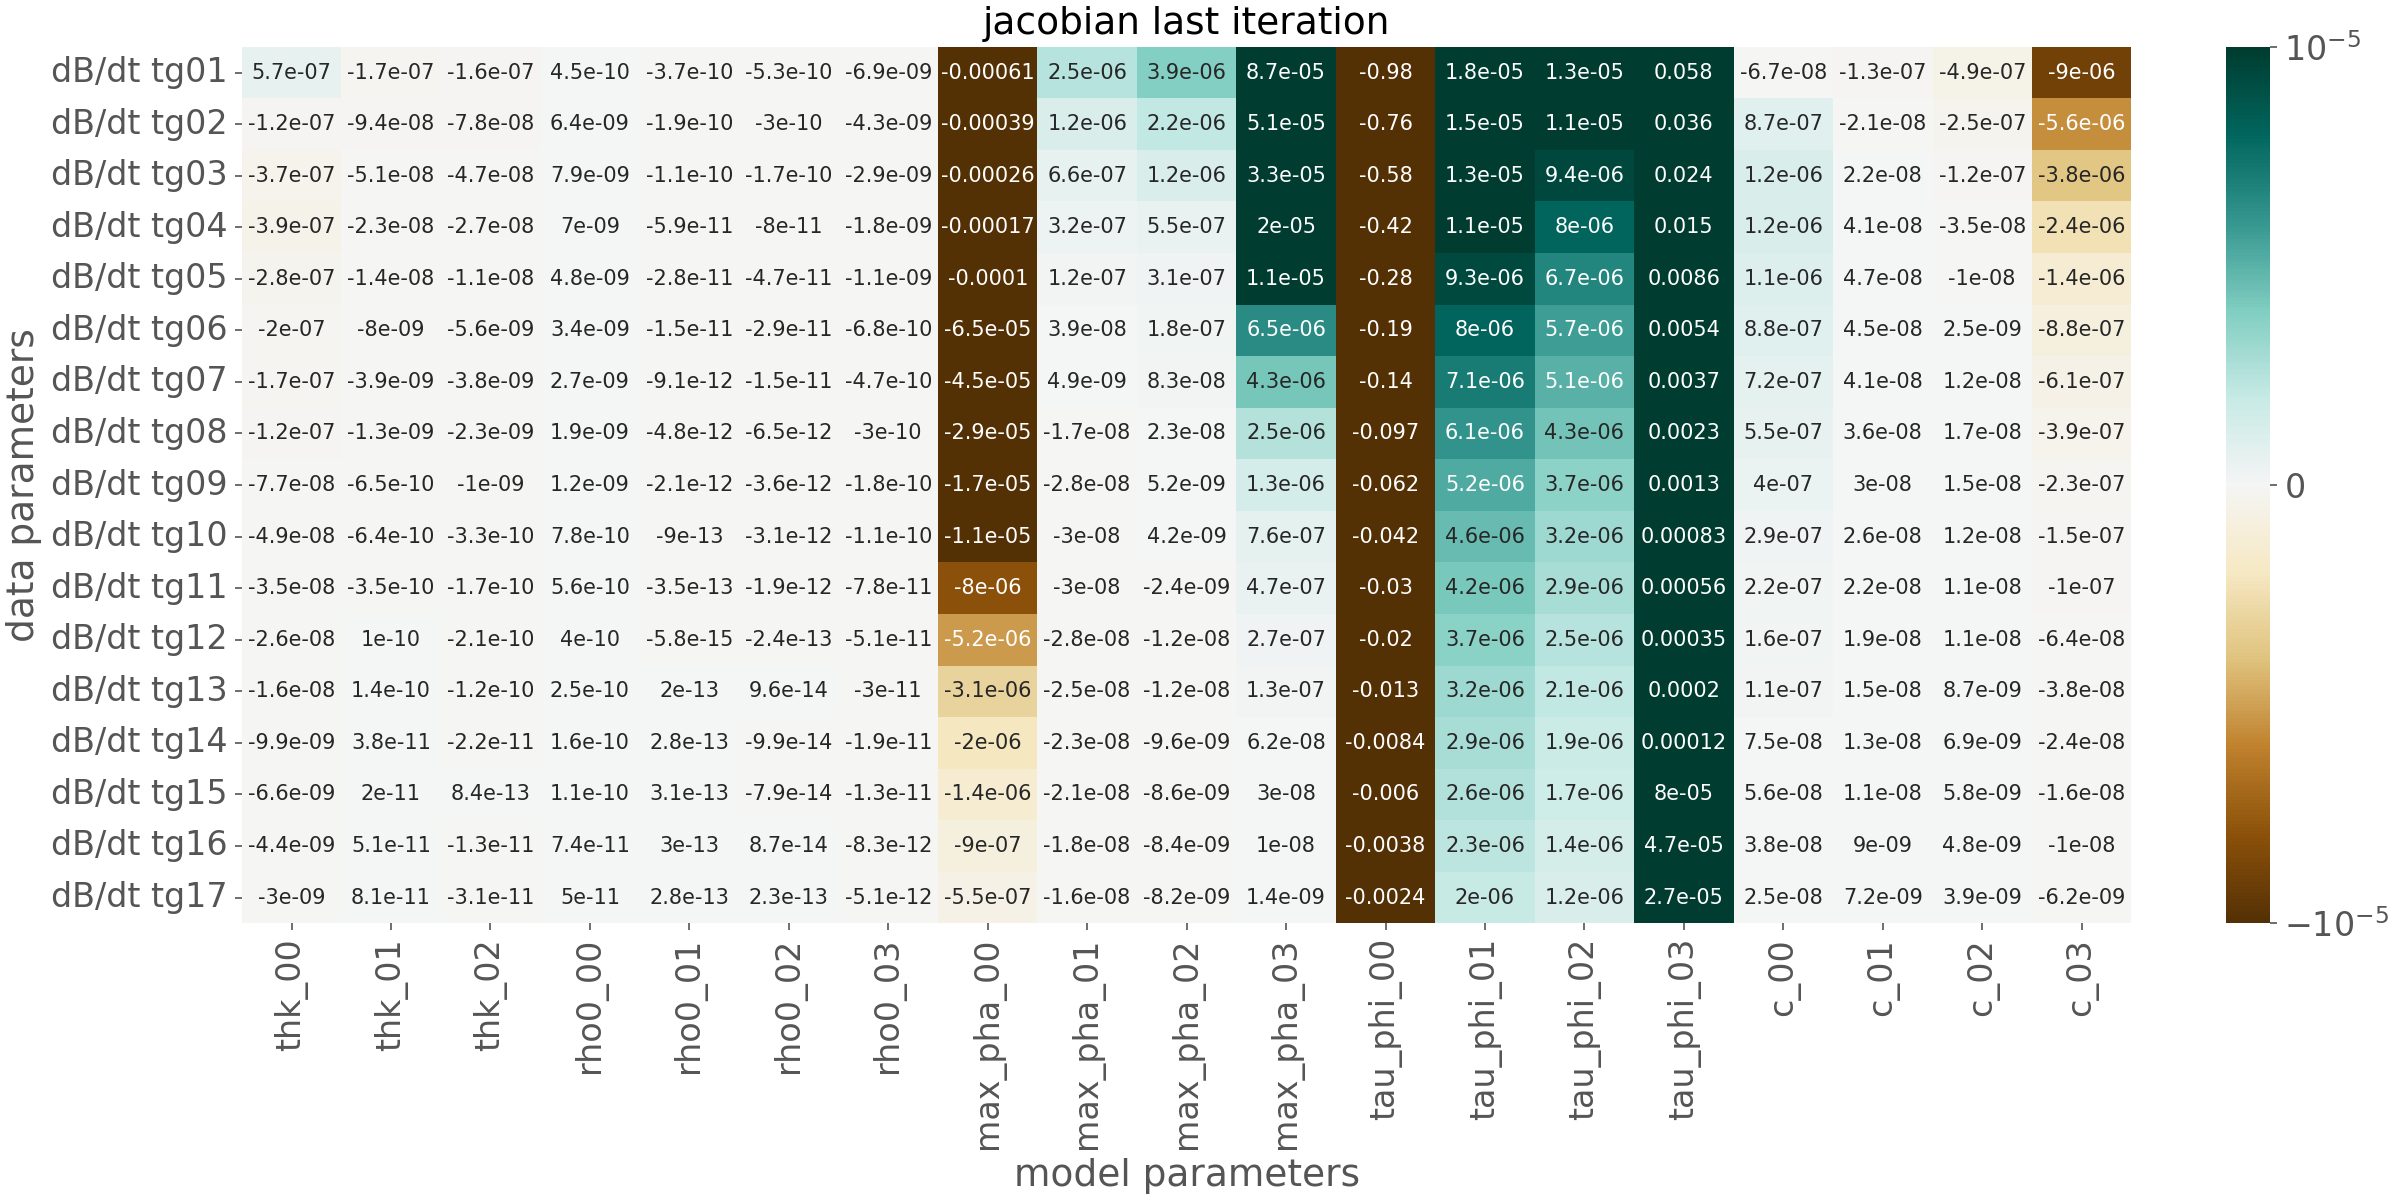 jacobian last iteration
data parameters
dB/dt tg01 5.7e-07 -1.7e-07 -1.6e-07 4.5e-10 -3.7e-10 -5.3e-10 -6.9e-09 -0.00061 2.5e-06 3.9e-06 8.7e-05 -0.98 1.8e-05 1.3e-05 0.058 -6.7e-08 -1.3e-07 -4.9e-07 -9e-06
dB/dt tg02 -1.2e-07 -9.4e-08 -7.8e-08 6.4e-09 -1.9e-10 -3e-10 -4.3e-09 -0.00039 1.2e-06 2.2e-06 5.1e-05 -0.76 1.5e-05 1.1e-05 0.036 8.7e-07 -2.1e-08 -2.5e-07 -5.6e-06
dB/dt tg03 -3.7e-07 -5.1e-08 -4.7e-08 7.9e-09 -1.1e-10 -1.7e-10 -2.9e-09 -0.00026 6.6e-07 1.2e-06 3.3e-05 -0.58 1.3e-05 9.4e-06 0.024 1.2e-06 2.2e-08 -1.2e-07 -3.8e-06
dB/dt tg04 -3.9e-07 -2.3e-08 -2.7e-08 7e-09 -5.9e-11 -8e-11 -1.8e-09 -0.00017 3.2e-07 5.5e-07 2e-05 -0.42 1.1e-05 8e-06 0.015 1.2e-06 4.1e-08 -3.5e-08 -2.4e-06
dB/dt tg05 -2.8e-07 -1.4e-08 -1.1e-08 4.8e-09 -2.8e-11 -4.7e-11 -1.1e-09 -0.0001 1.2e-07 3.1e-07 1.1e-05 -0.28 9.3e-06 6.7e-06 0.0086 1.1e-06 4.7e-08 -1e-08 -1.4e-06
dB/dt tg06 -2e-07 -8e-09 -5.6e-09 3.4e-09 -1.5e-11 -2.9e-11 -6.8e-10 -6.5e-05 3.9e-08 1.8e-07 6.5e-06 -0.19 8e-06 5.7e-06 0.0054 8.8e-07 4.5e-08 2.5e-09 -8.8e-07
dB/dt tg07 -1.7e-07 -3.9e-09 -3.8e-09 2.7e-09 -9.1e-12 -1.5e-11 -4.7e-10 -4.5e-05 4.9e-09 8.3e-08 4.3e-06 -0.14 7.1e-06 5.1e-06 0.0037 7.2e-07 4.1e-08 1.2e-08 -6.1e-07
dB/dt tg08 -1.2e-07 -1.3e-09 -2.3e-09 1.9e-09 -4.8e-12 -6.5e-12 -3e-10 -2.9e-05 -1.7e-08 2.3e-08 2.5e-06 -0.097 6.1e-06 4.3e-06 0.0023 5.5e-07 3.6e-08 1.7e-08 -3.9e-07
dB/dt tg09 -7.7e-08 -6.5e-10 -1e-09 1.2e-09 -2.1e-12 -3.6e-12 -1.8e-10 -1.7e-05 -2.8e-08 5.2e-09 1.3e-06 -0.062 5.2e-06 3.7e-06 0.0013 4e-07 3e-08 1.5e-08 -2.3e-07
dB/dt tg10 -4.9e-08 -6.4e-10 -3.3e-10 7.8e-10 -9e-13 -3.1e-12 -1.1e-10 -1.1e-05 -3e-08 4.2e-09 7.6e-07 -0.042 4.6e-06 3.2e-06 0.00083 2.9e-07 2.6e-08 1.2e-08 -1.5e-07
dB/dt tg11 -3.5e-08 -3.5e-10 -1.7e-10 5.6e-10 -3.5e-13 -1.9e-12 -7.8e-11 -8e-06 -3e-08 -2.4e-09 4.7e-07 -0.03 4.2e-06 2.9e-06 0.00056 2.2e-07 2.2e-08 1.1e-08 -1e-07
dB/dt tg12 -2.6e-08 1e-10 -2.1e-10 4e-10 -5.8e-15 -2.4e-13 -5.1e-11 -5.2e-06 -2.8e-08 -1.2e-08 2.7e-07 -0.02 3.7e-06 2.5e-06 0.00035 1.6e-07 1.9e-08 1.1e-08 -6.4e-08
dB/dt tg13 -1.6e-08 1.4e-10 -1.2e-10 2.5e-10 2e-13 9.6e-14 -3e-11 -3.1e-06 -2.5e-08 -1.2e-08 1.3e-07 -0.013 3.2e-06 2.1e-06 0.0002 1.1e-07 1.5e-08 8.7e-09 -3.8e-08
dB/dt tg14 -9.9e-09 3.8e-11 -2.2e-11 1.6e-10 2.8e-13 -9.9e-14 -1.9e-11 -2e-06 -2.3e-08 -9.6e-09 6.2e-08 -0.0084 2.9e-06 1.9e-06 0.00012 7.5e-08 1.3e-08 6.9e-09 -2.4e-08
dB/dt tg15 -6.6e-09 2e-11 8.4e-13 1.1e-10 3.1e-13 -7.9e-14 -1.3e-11 -1.4e-06 -2.1e-08 -8.6e-09 3e-08 -0.006 2.6e-06 1.7e-06 8e-05 5.6e-08 1.1e-08 5.8e-09 -1.6e-08
dB/dt tg16 -4.4e-09 5.1e-11 -1.3e-11 7.4e-11 3e-13 8.7e-14 -8.3e-12 -9e-07 -1.8e-08 -8.4e-09 1e-08 -0.0038 2.3e-06 1.4e-06 4.7e-05 3.8e-08 9e-09 4.8e-09 -1e-08
dB/dt tg17 -3e-09 8.1e-11 -3.1e-11 5e-11 2.8e-13 2.3e-13 -5.1e-12 -5.5e-07 -1.6e-08 -8.2e-09 1.4e-09 -0.0024 2e-06 1.2e-06 2.7e-05 2.5e-08 7.2e-09 3.9e-09 -6.2e-09
thk_00 thk_01 thk_02 rho0_00 rho0_01 rho0_02 rho0_03 max_pha_00 max_pha_01 max_pha_02 max_pha_03 tau_phi_00 tau_phi_01 tau_phi_02 tau_phi_03 c_00 c_01 c_02 c_03
model parameters
10⁻⁵
0
−10⁻⁵